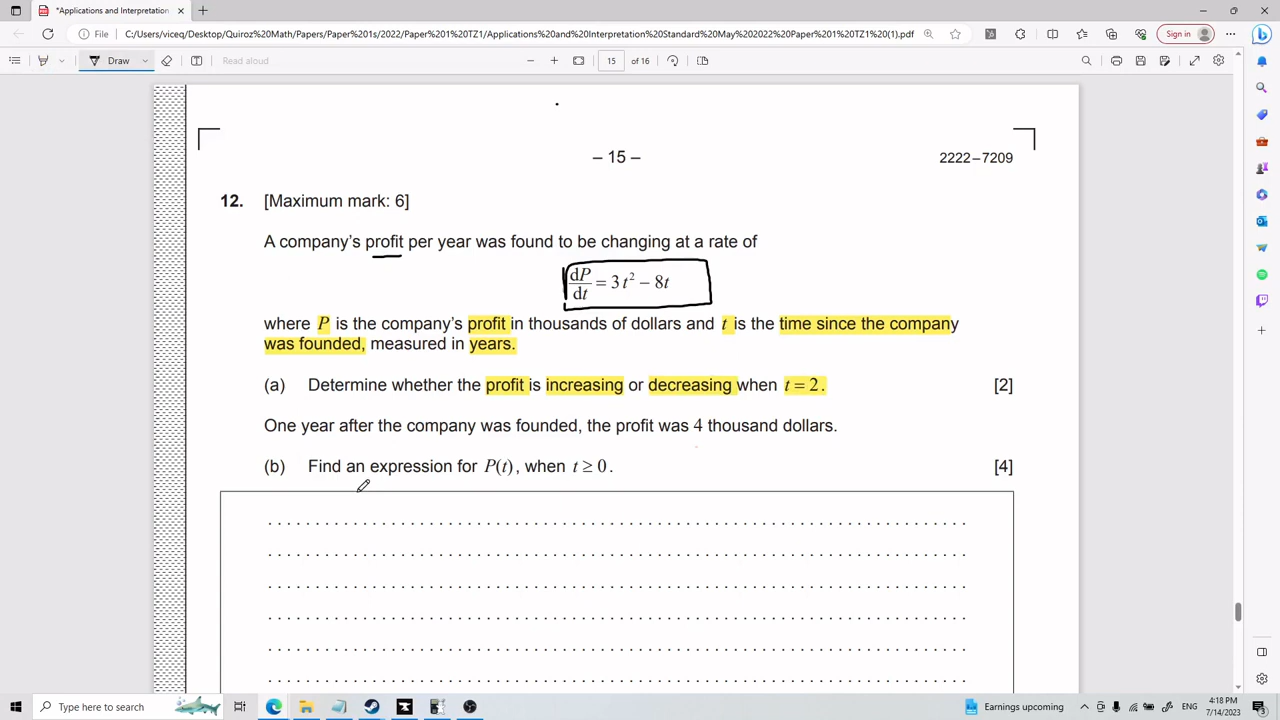 *Applications and Interpretation
File
C:/Users/viceq/Desktop/Quiroz%20Math/Papers/Paper%201s/2022/Paper%201%20TZ1/Applications%20and%20Interpretation%20Standard%20May%202022%20Paper%201%20TZ1%20(1).pdf
Sign in
Draw
Read aloud
15 of 16
– 15 –
2222–7209
12. [Maximum mark: 6]
A company’s profit per year was found to be changing at a rate of
dP/dt = 3t² − 8t
where P is the company’s profit in thousands of dollars and t is the time since the company
was founded, measured in years.
(a) Determine whether the profit is increasing or decreasing when t = 2. [2]
One year after the company was founded, the profit was 4 thousand dollars.
(b) Find an expression for P(t), when t ≥ 0. [4]
Type here to search
Earnings upcoming
4:18 PM
7/14/2023